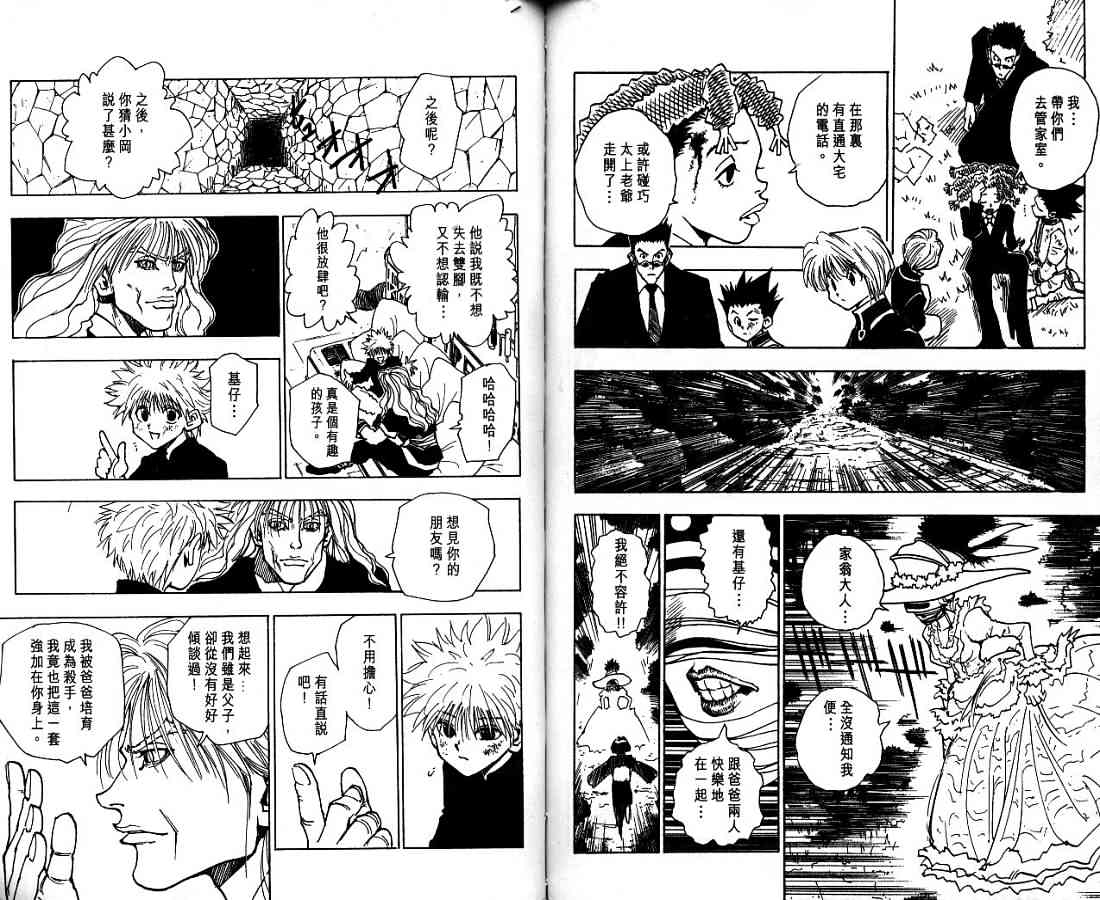 我⋯
帶你們
去管家室。
在那裏
有直通大宅
的電話。
或許碰巧
太上老爺
走開了⋯
家翁大人⋯
全沒通知我
便⋯
還有基仔⋯
跟爸爸兩人
快樂地
在一起⋯
我絕不容許!!
之後呢？
之後，
你猜小岡
説了甚麼？
他説我既不想
失去雙腳，
又不想認輸⋯
他很放肆吧？
哈哈哈哈！
真是個有趣
的孩子。
基仔⋯
想見你的
朋友嗎？
不用擔心！
有話直説
吧！
想起來⋯
我們雖是父子，
卻從沒有好好
傾談過！
我被爸爸培育
成為殺手，
我竟也把這一套
強加在你身上。